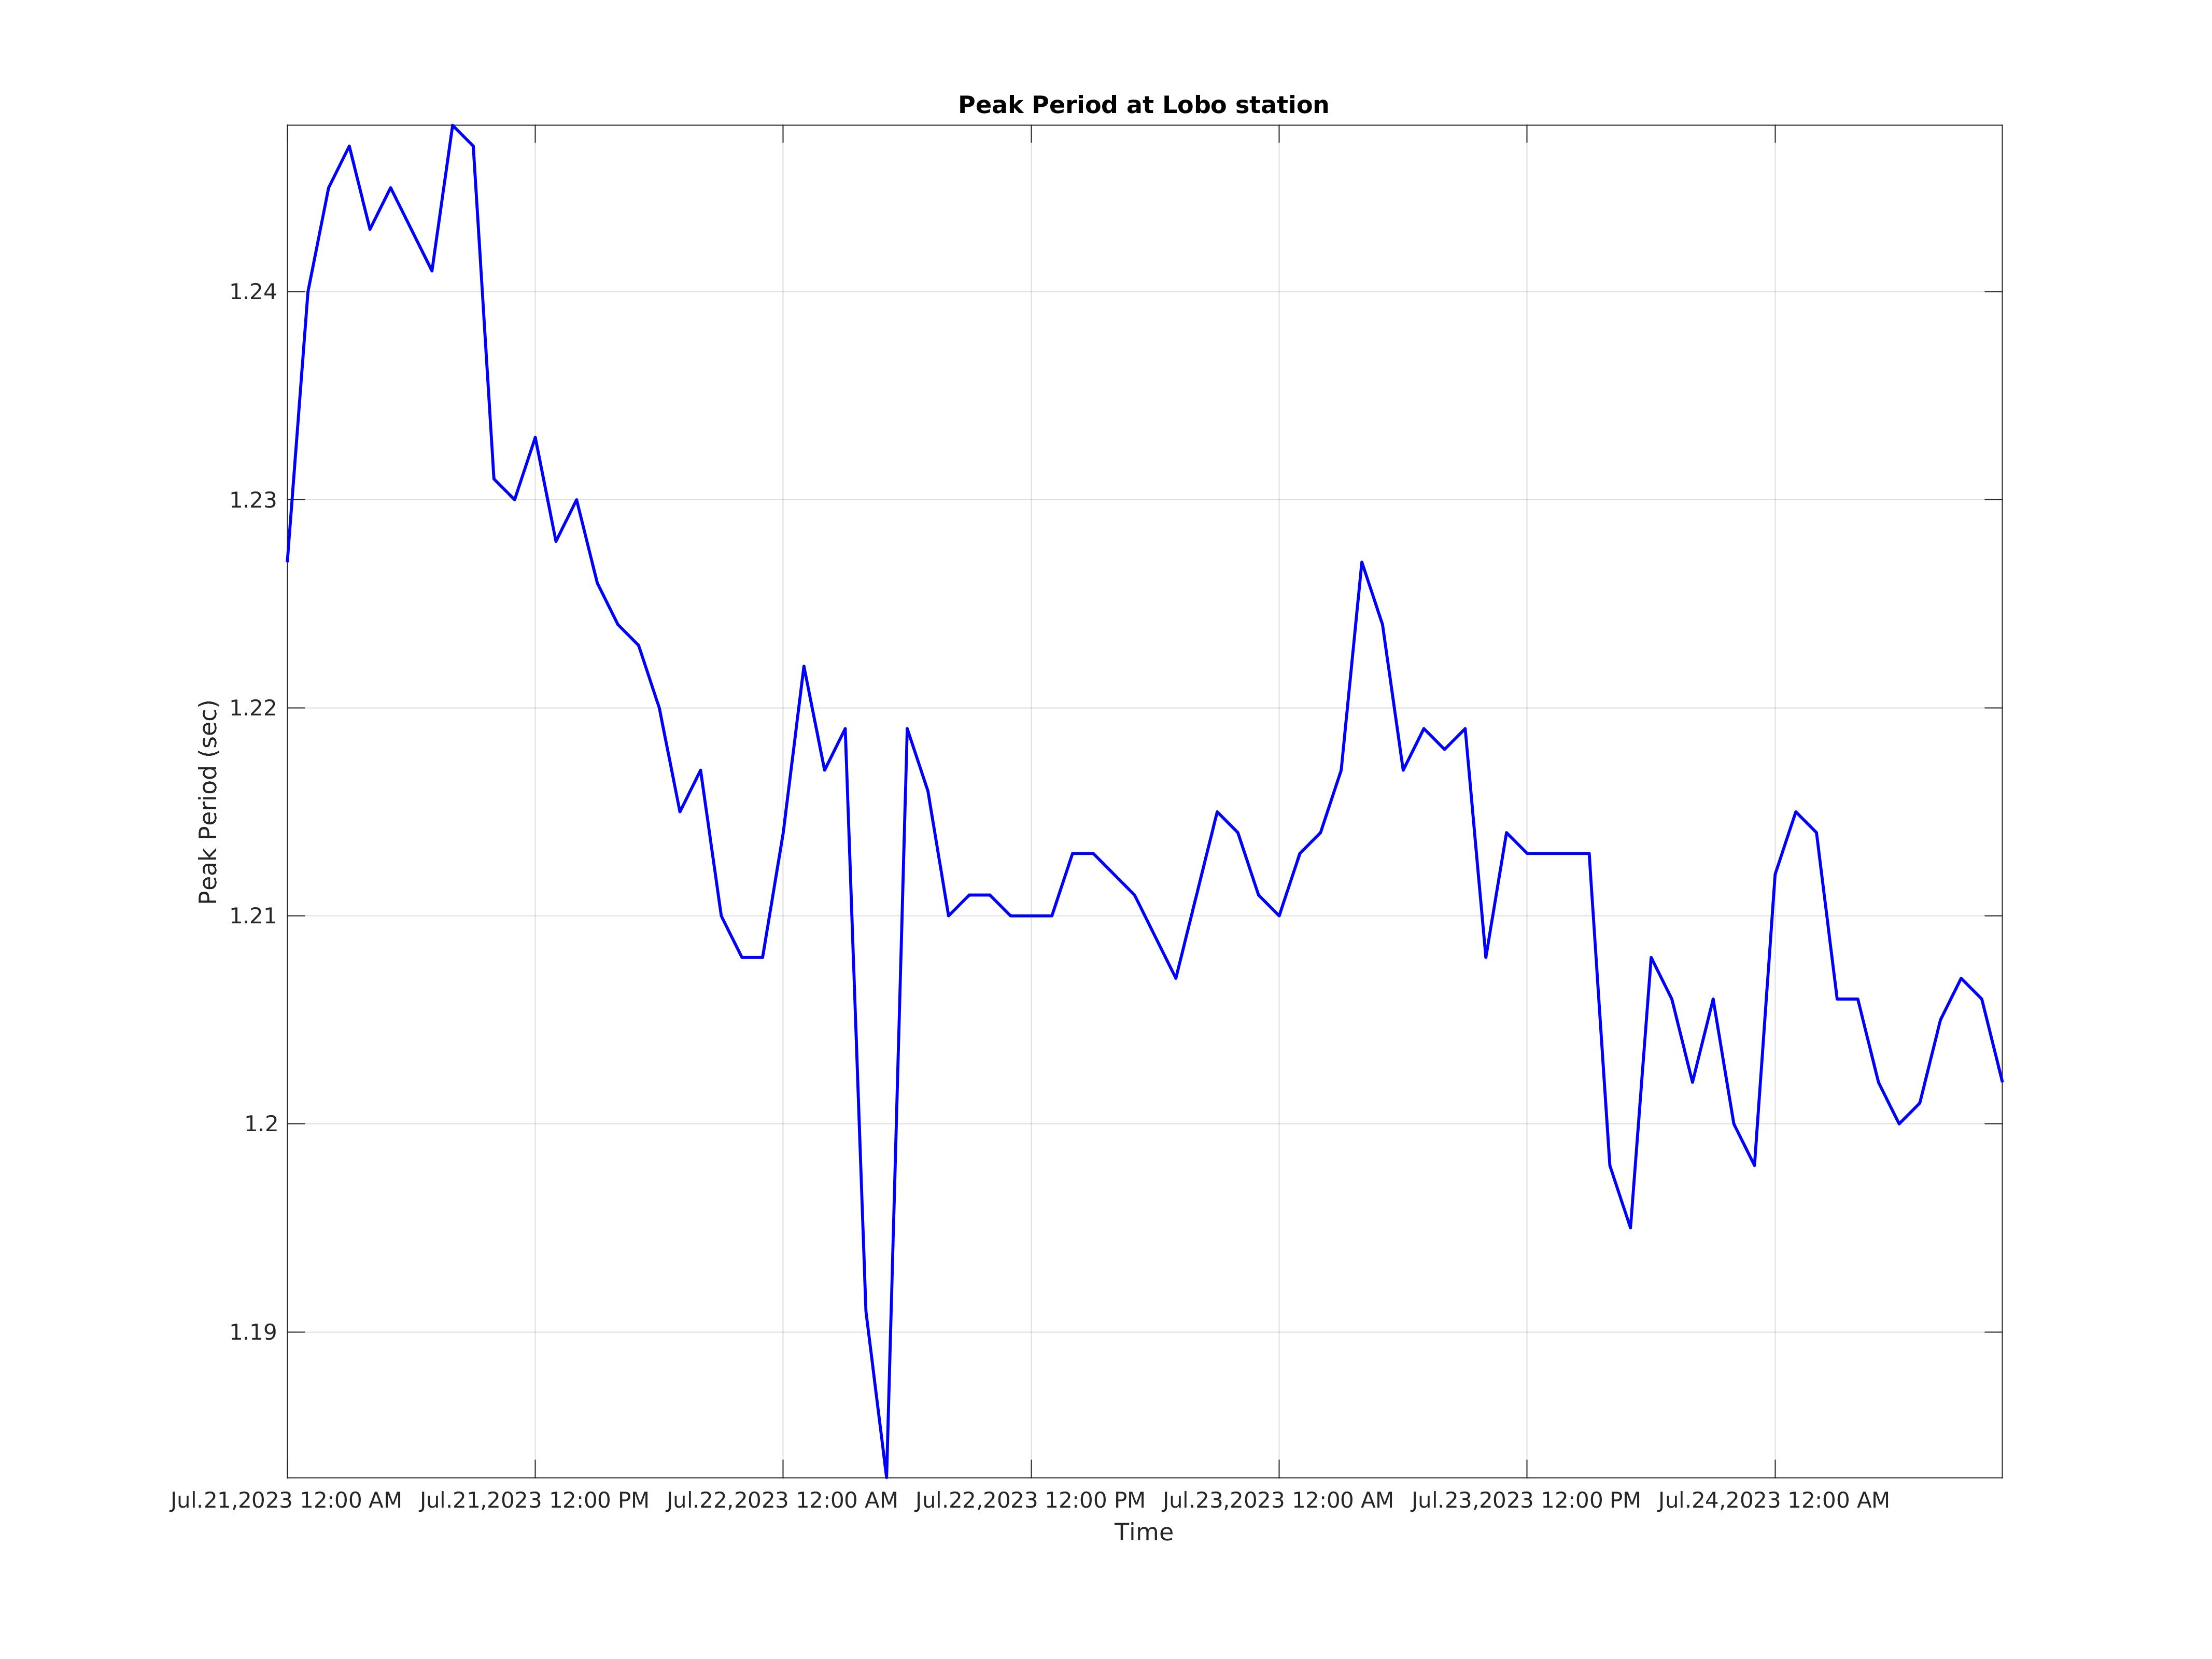 Peak Period at Lobo station
Peak Period (sec)
1.24
1.23
1.22
1.21
1.2
1.19
Jul.21,2023 12:00 AM Jul.21,2023 12:00 PM Jul.22,2023 12:00 AM Jul.22,2023 12:00 PM Jul.23,2023 12:00 AM Jul.23,2023 12:00 PM Jul.24,2023 12:00 AM
Time